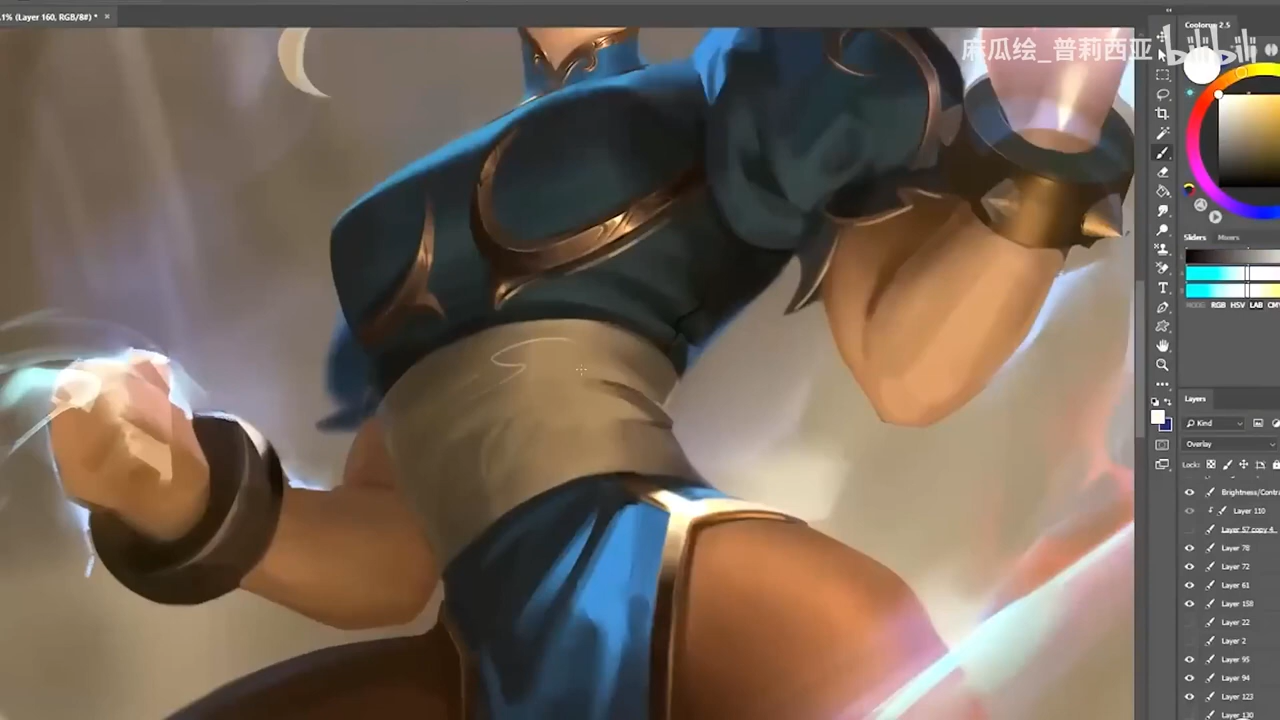 .1% (Layer 160, RGB/8#) *
麻瓜绘_普莉西亚 bilibili
Coolorus 2.5
Sliders
Mixers
RGB HSV LAB
Layers
Kind
Overlay
Lock:
Brightness/Contra
Layer 110
Layer 57 copy 4
Layer 78
Layer 72
Layer 61
Layer 158
Layer 22
Layer 2
Layer 95
Layer 94
Layer 123
Layer 130